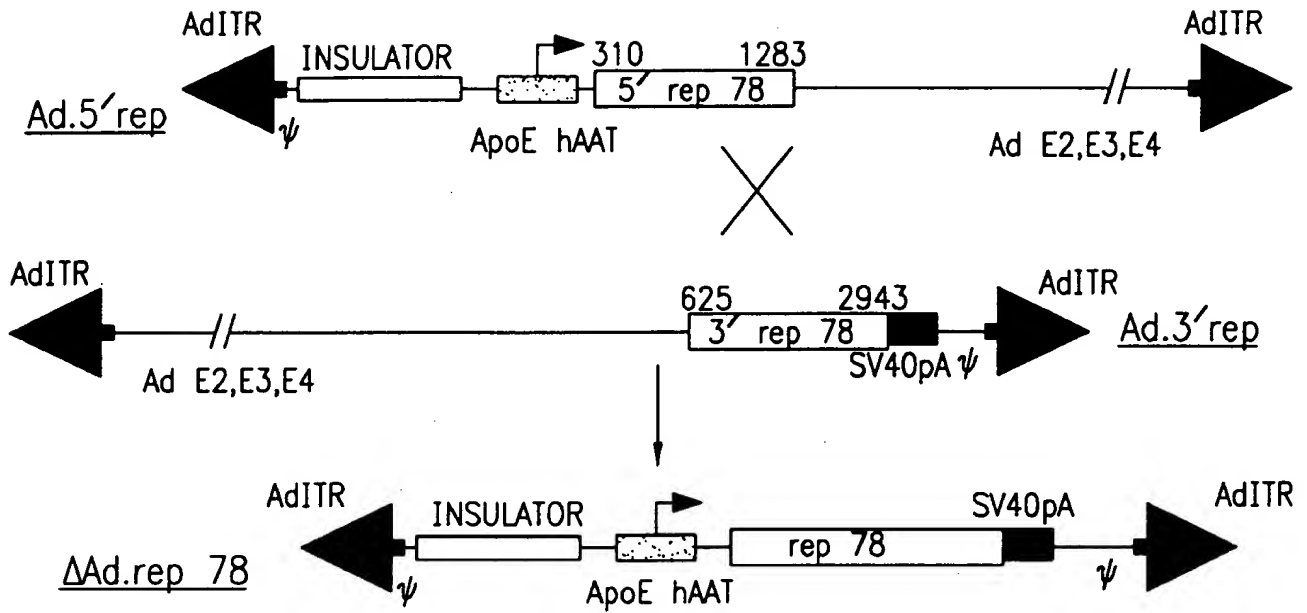 AdITR
AdITR
INSULATOR
310 1283
5′ rep 78
Ad.5′rep
ψ
ApoE hAAT
Ad E2,E3,E4
AdITR
AdITR
625 2943
3′ rep 78
Ad.3′rep
SV40pA ψ
Ad E2,E3,E4
AdITR
AdITR
INSULATOR
SV40pA
rep 78
ΔAd.rep 78
ψ
ApoE hAAT
ψ